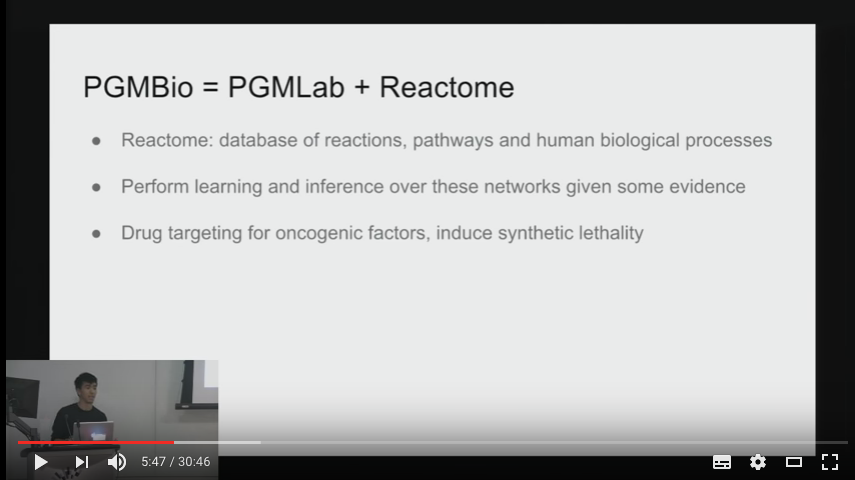 PGMBio = PGMLab + Reactome
● Reactome: database of reactions, pathways and human biological processes
● Perform learning and inference over these networks given some evidence
● Drug targeting for oncogenic factors, induce synthetic lethality
5:47 / 30:46